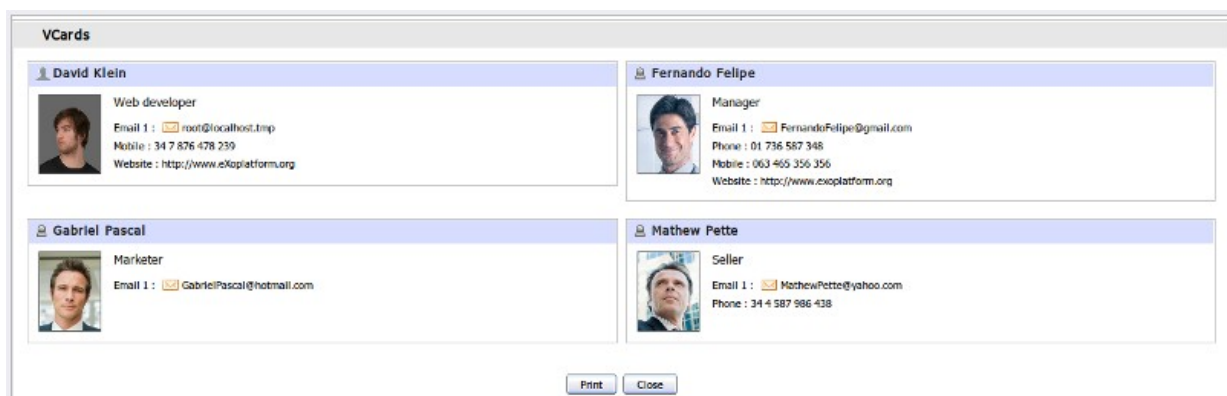 VCards
David Klein
Web developer
Email 1 : root@localhost.tmp
Mobile : 34 7 876 478 239
Website : http://www.eXoplatform.org
Fernando Felipe
Manager
Email 1 : FernandoFelipe@gmail.com
Phone : 01 736 587 348
Mobile : 063 465 356 356
Website : http://www.exoplatform.org
Gabriel Pascal
Marketer
Email 1 : GabrielPascal@hotmail.com
Mathew Pette
Seller
Email 1 : MathewPette@yahoo.com
Phone : 34 4 587 986 438
Print
Close